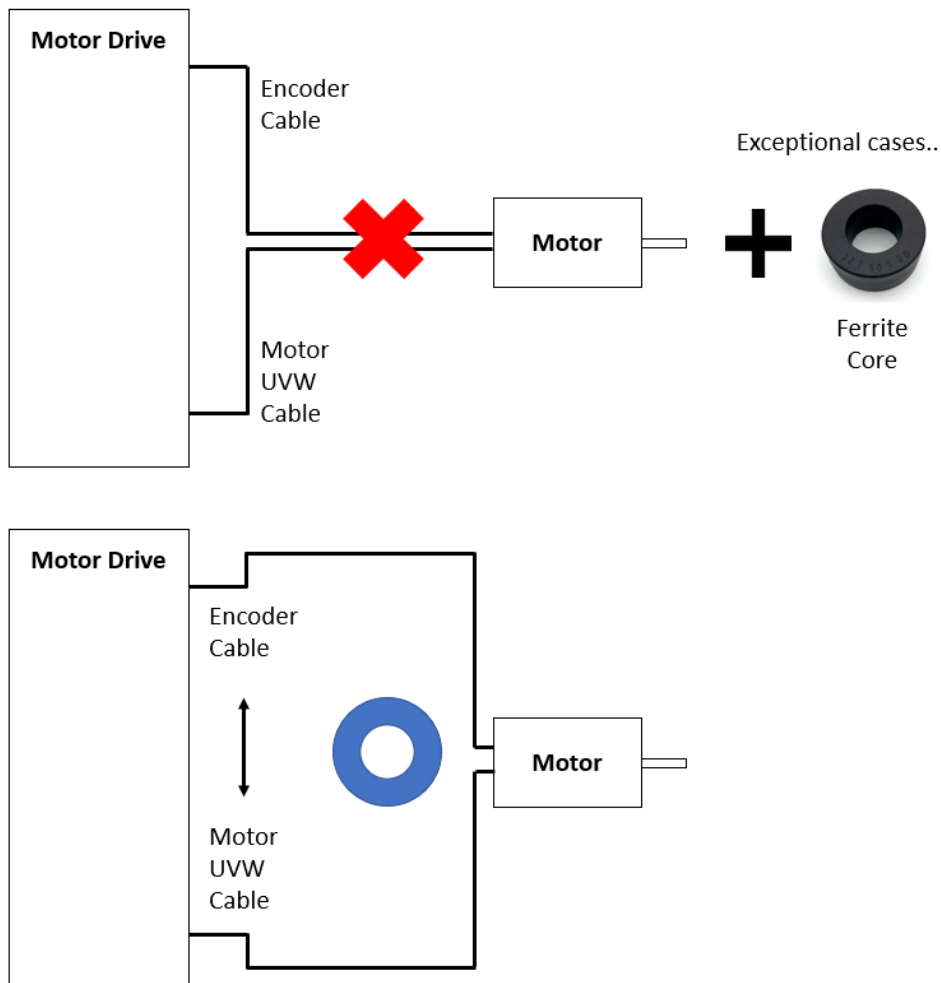 Motor Drive
Encoder
Cable
Exceptional cases..
Motor
Ferrite
Core
Motor
UVW
Cable
Motor Drive
Encoder
Cable
Motor
Motor
UVW
Cable